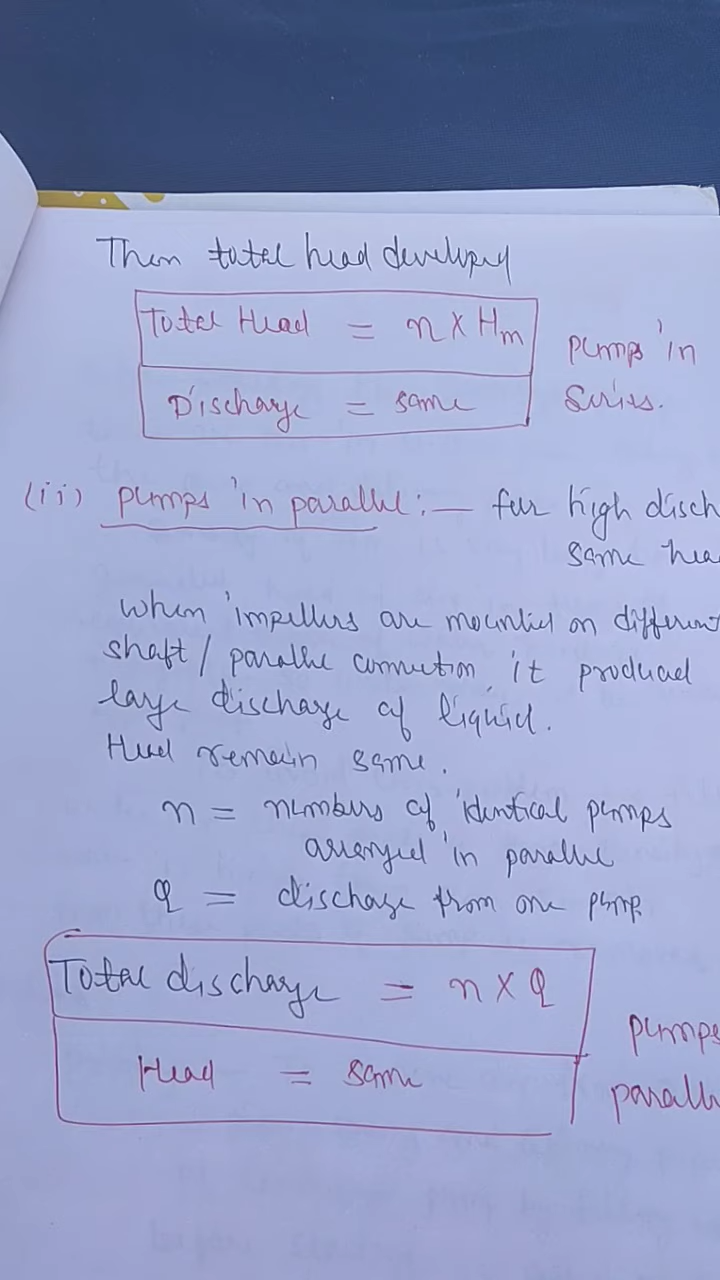 Then total head developed
Total Head = n × Hm
Discharge = same
pumps in
series.
(ii) pumps in parallel :— for high disch
same hea
when impellers are mounted on different
shaft / parallel connection, it produced
large discharge of liquid.
Head remain same.
n = numbers of identical pumps
arranged in parallel
Q = discharge from one pump
Total discharge = n × Q
Head = same
pumps
parall